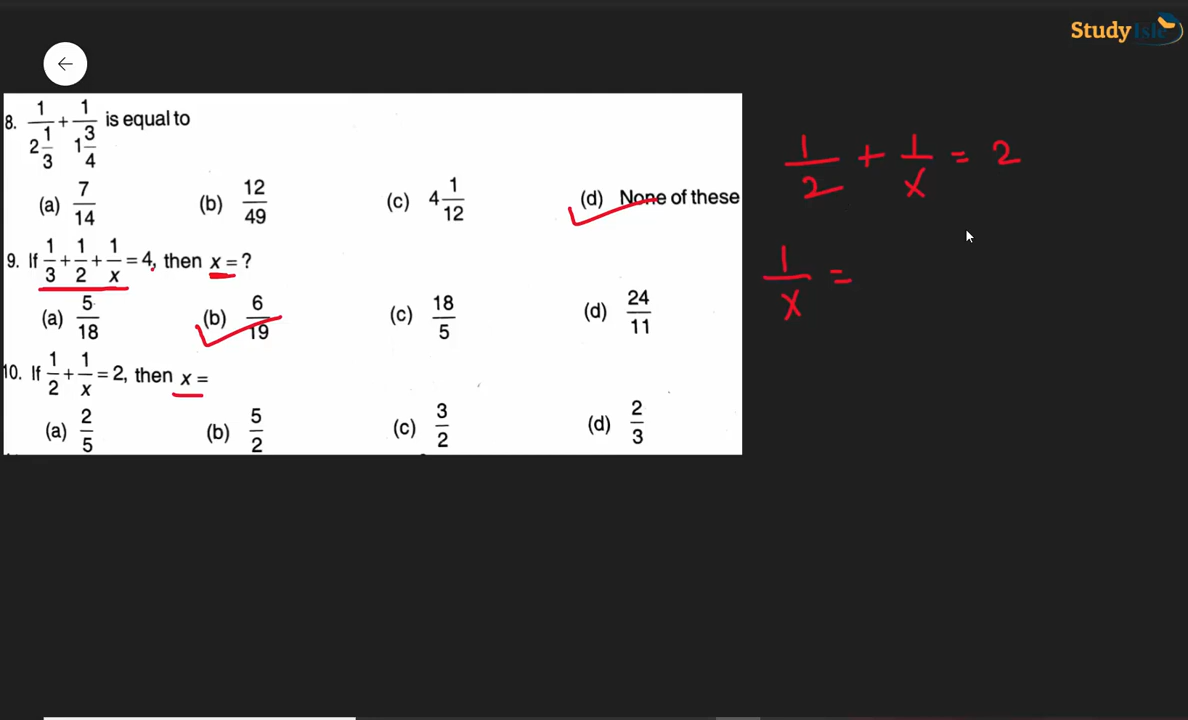 StudyIsle
8. 1/(2 1/3) + 1/(1 3/4) is equal to
(a) 7/14 (b) 12/49 (c) 4 1/12 (d) None of these
9. If 1/3 + 1/2 + 1/x = 4, then x = ?
(a) 5/18 (b) 6/19 (c) 18/5 (d) 24/11
10. If 1/2 + 1/x = 2, then x =
(a) 2/5 (b) 5/2 (c) 3/2 (d) 2/3
1/2 + 1/x = 2
1/x =